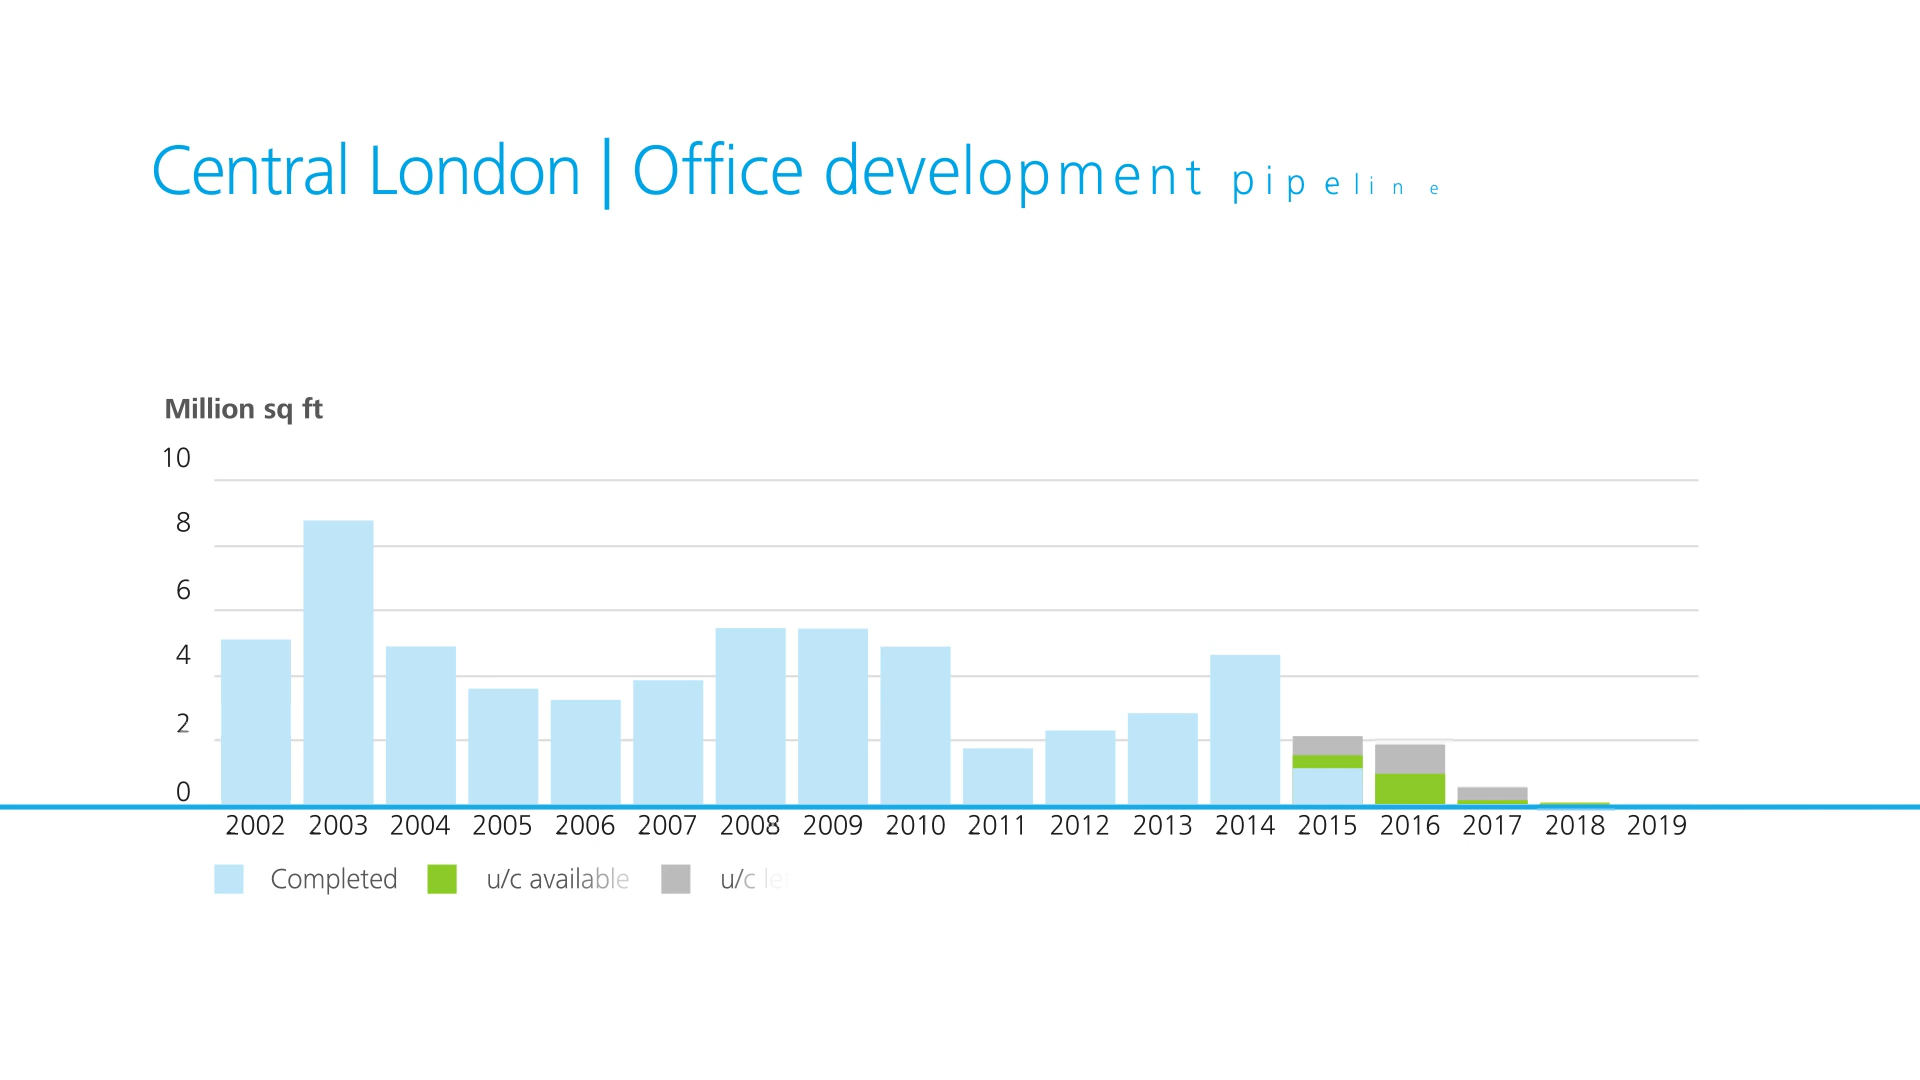 Central London | Office development pipeline
Million sq ft
10
8
6
4
2
0
2002 2003 2004 2005 2006 2007 2008 2009 2010 2011 2012 2013 2014 2015 2016 2017 2018 2019
Completed u/c available u/c